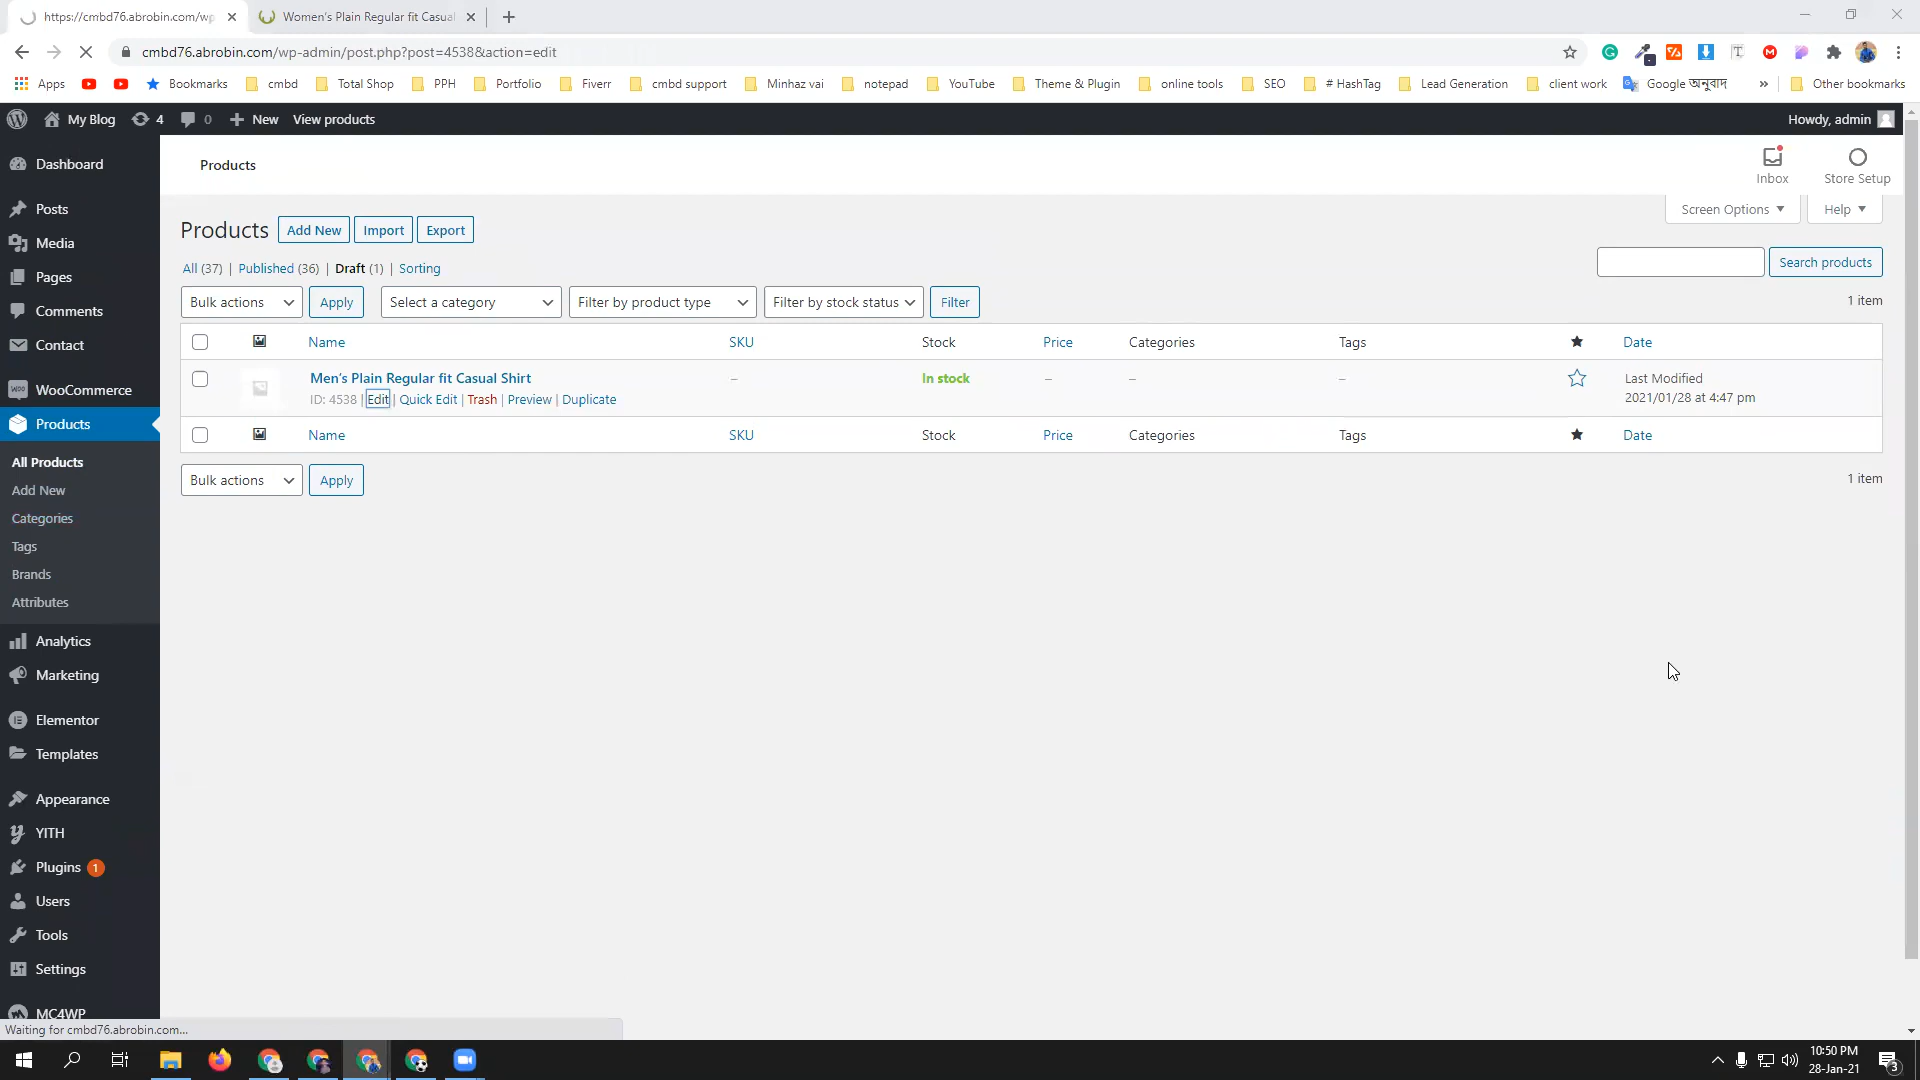 https://cmbd76.abrobin.com/wp
Women's Plain Regular fit Casual
cmbd76.abrobin.com/wp-admin/post.php?post=4538&action=edit
Apps
Bookmarks
cmbd
Total Shop
PPH
Portfolio
Fiverr
cmbd support
Minhaz vai
notepad
YouTube
Theme & Plugin
online tools
SEO
# HashTag
Lead Generation
client work
Google অনুবাদ
»
Other bookmarks
My Blog
4
0
New
View products
Howdy, admin
Dashboard
Posts
Media
Pages
Comments
Contact
WooCommerce
Products
All Products
Add New
Categories
Tags
Brands
Attributes
Analytics
Marketing
Elementor
Templates
Appearance
YITH
Plugins 1
Users
Tools
Settings
MC4WP
Products
Inbox
Store Setup
Screen Options
Help
Products
Add New
Import
Export
All (37) | Published (36) | Draft (1) | Sorting
Search products
Bulk actions
Apply
Select a category
Filter by product type
Filter by stock status
Filter
1 item
Name SKU Stock Price Categories Tags Date
Men's Plain Regular fit Casual Shirt – In stock – – – Last Modified
ID: 4538 | Edit | Quick Edit | Trash | Preview | Duplicate 2021/01/28 at 4:47 pm
Name SKU Stock Price Categories Tags Date
Bulk actions
Apply
1 item
Waiting for cmbd76.abrobin.com...
10:50 PM
28-Jan-21
3